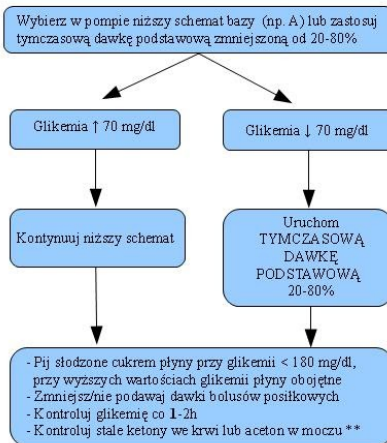 Wybierz w pompie niższy schemat bazy (np. A) lub zastosuj
tymczasową dawkę podstawową zmniejszoną od 20-80%
Glikemia ↑ 70 mg/dl
Glikemia ↓ 70 mg/dl
Kontynuuj niższy schemat
Uruchom
TYMCZASOWĄ
DAWKĘ
PODSTAWOWĄ
20-80%
- Pij słodzone cukrem płyny przy glikemii < 180 mg/dl,
przy wyższych wartościach glikemii płyny obojętne
- Zmniejsz/nie podawaj dawki bolusów posiłkowych
- Kontroluj glikemię co 1-2h
- Kontroluj stale ketony we krwi lub aceton w moczu **